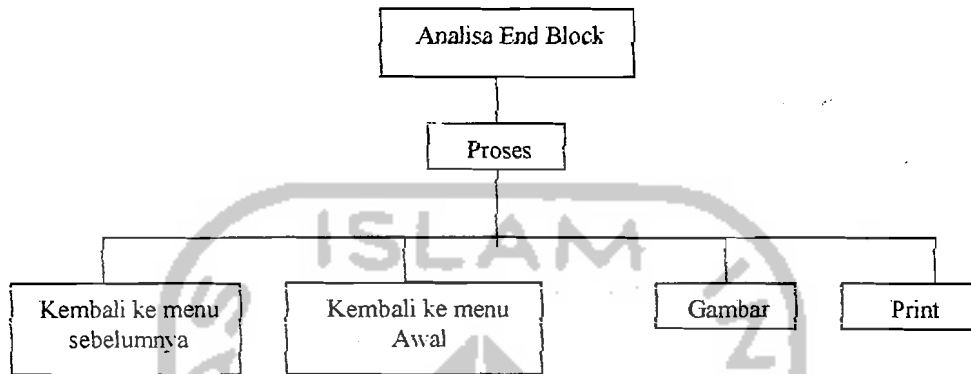 Analisa End Block
Proses
ISLAM
Kembali ke menu
sebelumnya
Kembali ke menu
Awal
Gambar
Print